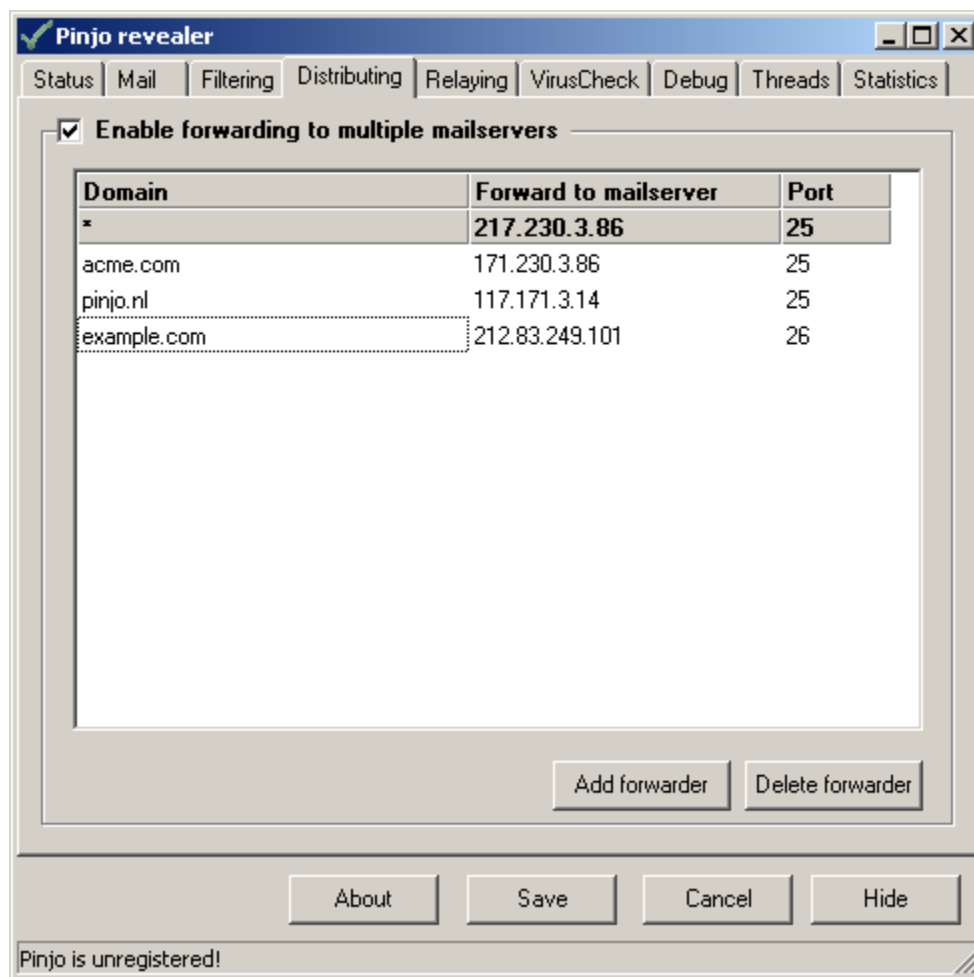 Pinjo revealer
Status Mail Filtering Distributing Relaying VirusCheck Debug Threads Statistics
Enable forwarding to multiple mailservers
Domain Forward to mailserver Port
* 217.230.3.86 25
acme.com 171.230.3.86 25
pinjo.nl 117.171.3.14 25
example.com 212.83.249.101 26
Add forwarder Delete forwarder
About Save Cancel Hide
Pinjo is unregistered!